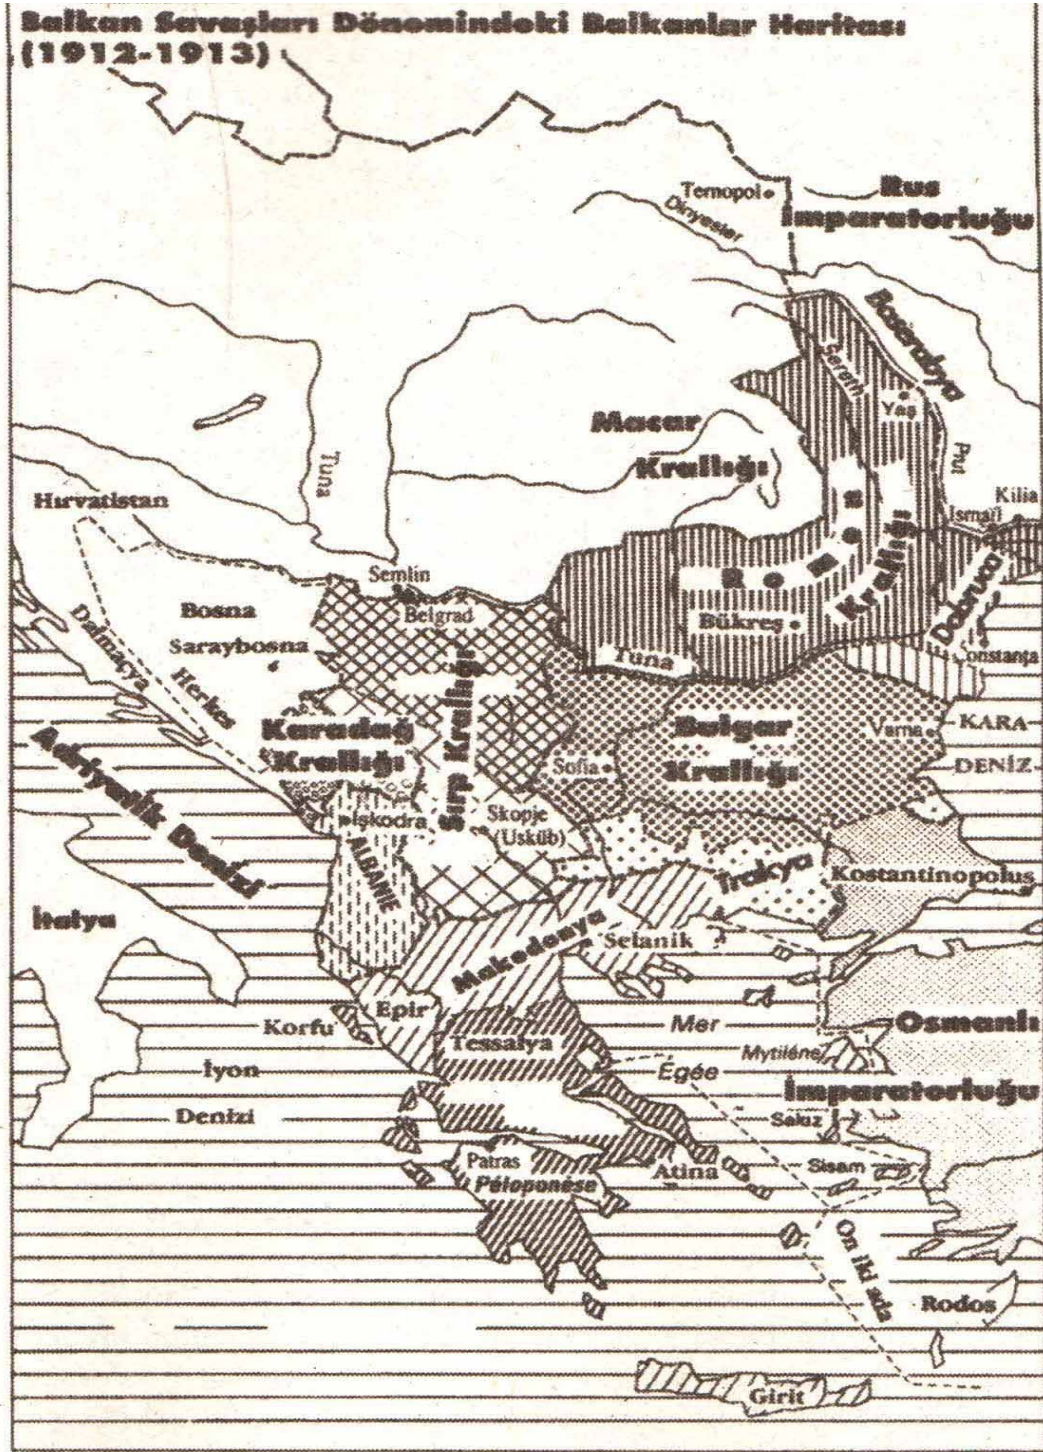 Balkan Savaşları Dönemindeki Balkanlar Haritası
(1912-1913)
Ternopol
Rus
İmparatorluğu
Dinyester
Basarabya
Sereth
Yaş
Prut
Macar
Krallığı
Tuna
Hırvatistan
Kilia
Ismaïl
Romen
Krallığı
Dobruca
Semlin
Belgrad
Bosna
Saraybosna
Dalmaçya
Hersek
Bükreş
Tuna
Constanţa
Karadağ
Krallığı
Sırp Krallığı
Bulgar
Krallığı
Sofia
Varna
KARA
DENİZ
Adriyatik Denizi
İşkodra
Skopje
(Usküb)
ALBANIE
Trakya
Kostantinopolus
İtalya
Makedonya
Selanik
Epir
Korfu
Tessalya
Mer
Egée
Mytilène
Osmanlı
İmparatorluğu
İyon
Denizi
Sakız
Patras
Péloponèse
Atina
Sisam
On iki ada
Rodos
Girit